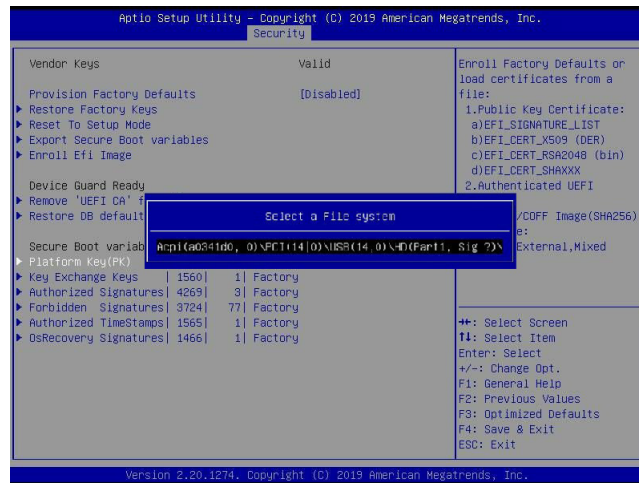 Aptio Setup Utility – Copyright (C) 2019 American Megatrends, Inc.
Security
Vendor Keys Valid
Provision Factory Defaults [Disabled]
Restore Factory Keys
Reset To Setup Mode
Export Secure Boot variables
Enroll Efi Image
Device Guard Ready
Remove 'UEFI CA' f
Restore DB default
Secure Boot variab
Platform Key(PK)
Key Exchange Keys | 1560| 1| Factory
Authorized Signatures| 4269| 3| Factory
Forbidden Signatures| 3724| 77| Factory
Authorized TimeStamps| 1565| 1| Factory
OsRecovery Signatures| 1466| 1| Factory
Select a File system
Acpi(a0341d0, 0)\PCI(14|0)\USB(14,0)\HD(Part1, Sig ?)\
Enroll Factory Defaults or
load certificates from a
file:
1.Public Key Certificate:
a)EFI_SIGNATURE_LIST
b)EFI_CERT_X509 (DER)
c)EFI_CERT_RSA2048 (bin)
d)EFI_CERT_SHAXXX
2.Authenticated UEFI
/COFF Image(SHA256)
e:
External,Mixed
→←: Select Screen
↑↓: Select Item
Enter: Select
+/-: Change Opt.
F1: General Help
F2: Previous Values
F3: Optimized Defaults
F4: Save & Exit
ESC: Exit
Version 2.20.1274. Copyright (C) 2019 American Megatrends, Inc.